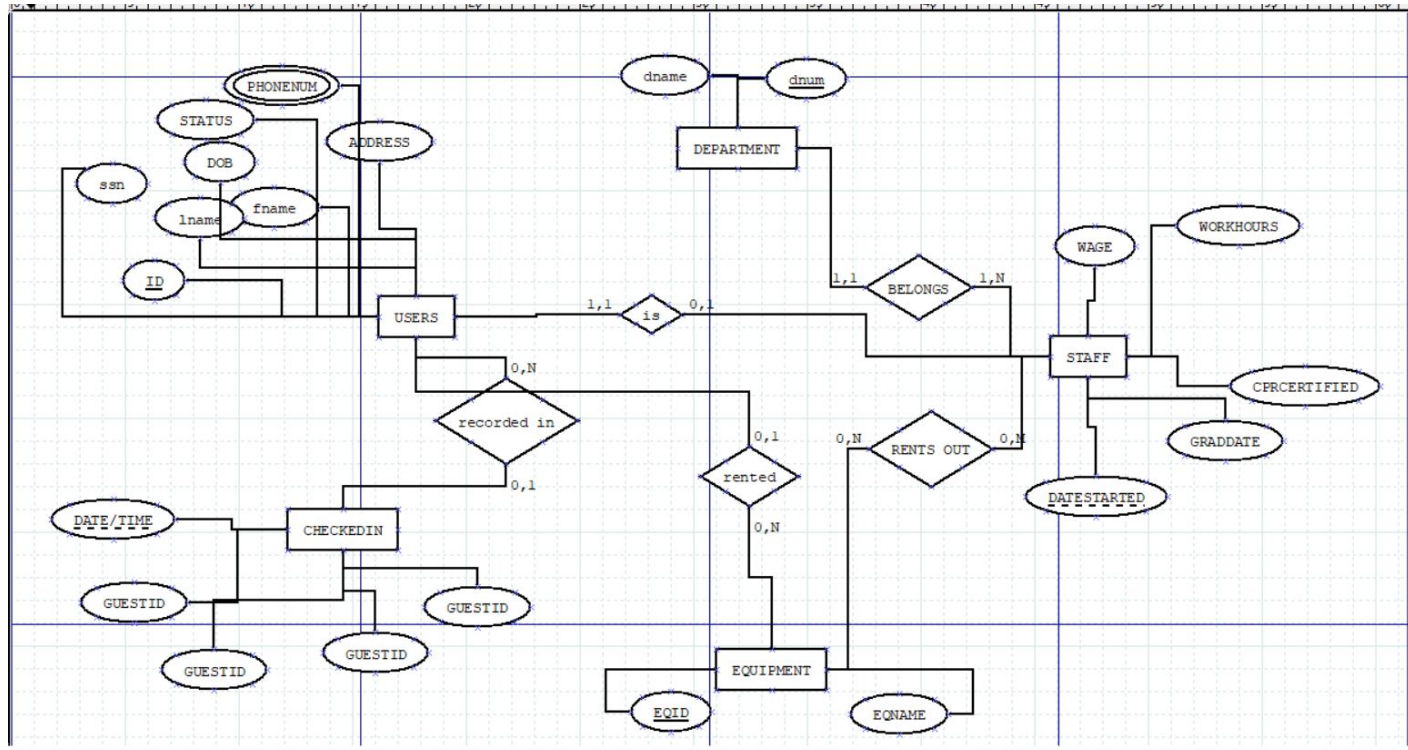 dname
dnum
PHONENUM
STATUS
ADDRESS
DEPARTMENT
DOB
ssn
fname
lname
WORKHOURS
WAGE
ID
1,1
BELONGS
1,N
USERS
1,1
is
0,1
STAFF
0,N
CPRCERTIFIED
recorded in
0,1
0,N
RENTS OUT
0,M
GRADDATE
rented
0,1
DATESTARTED
DATE/TIME
0,N
CHECKEDIN
GUESTID
GUESTID
GUESTID
GUESTID
EQUIPMENT
EQID
EQNAME